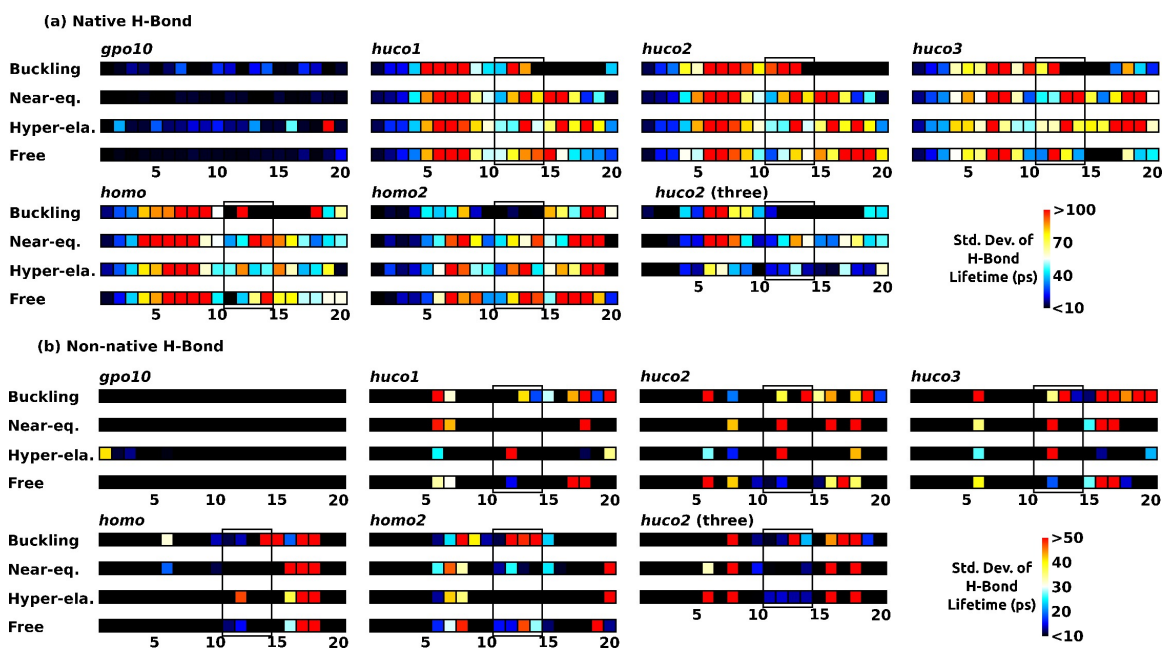 (a) Native H-Bond
gpo10 huco1 huco2 huco3
Buckling
Near-eq.
Hyper-ela.
Free
5 10 15 20 5 10 15 20 5 10 15 20 5 10 15 20
homo homo2 huco2 (three)
Buckling
Near-eq.
Hyper-ela.
Free
5 10 15 20 5 10 15 20 5 10 15 20
Std. Dev. of
H-Bond
Lifetime (ps)
>100
70
40
<10
(b) Non-native H-Bond
gpo10 huco1 huco2 huco3
Buckling
Near-eq.
Hyper-ela.
Free
5 10 15 20 5 10 15 20 5 10 15 20 5 10 15 20
homo homo2 huco2 (three)
Buckling
Near-eq.
Hyper-ela.
Free
5 10 15 20 5 10 15 20 5 10 15 20
Std. Dev. of
H-Bond
Lifetime (ps)
>50
40
30
20
<10